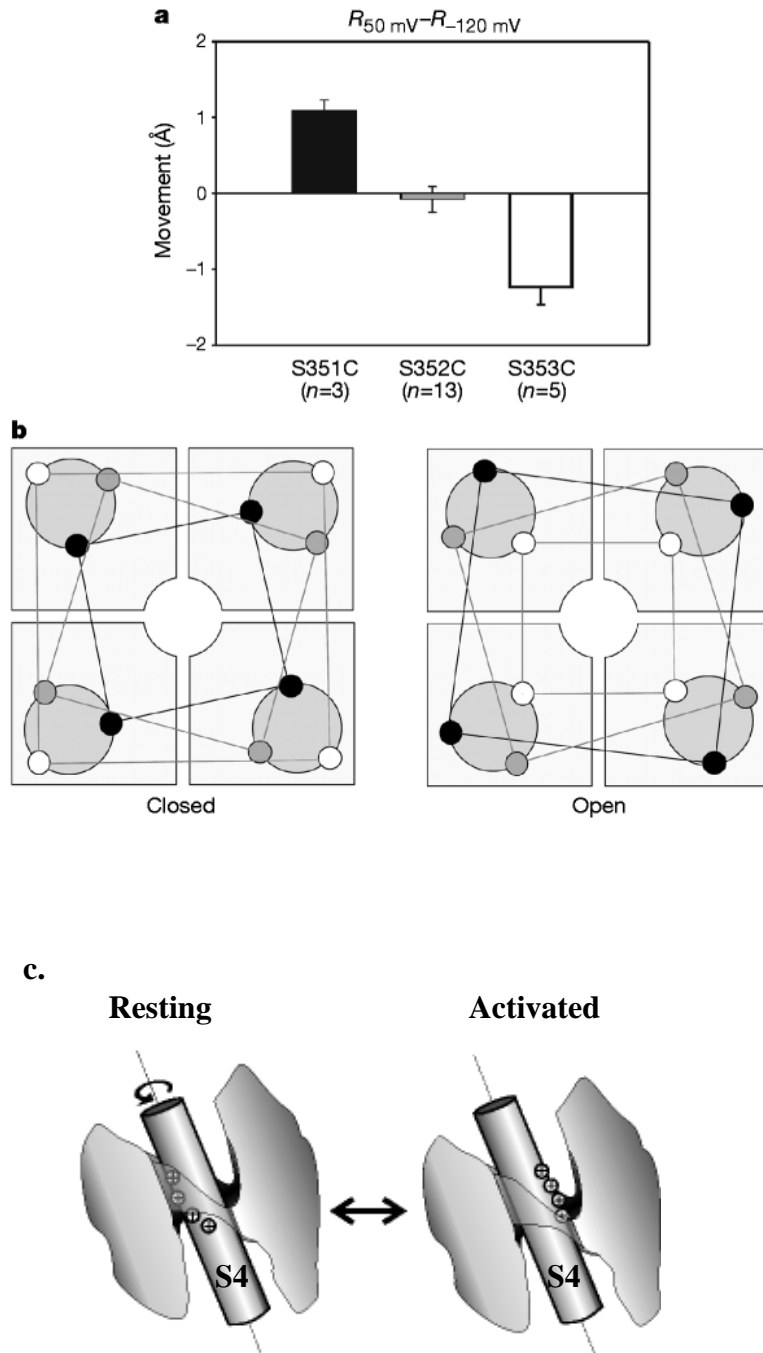 a
R50 mV–R–120 mV
Movement (Å)
2
1
0
–1
–2
S351C S352C S353C
(n=3) (n=13) (n=5)
b
Closed Open
c.
Resting Activated
S4 S4